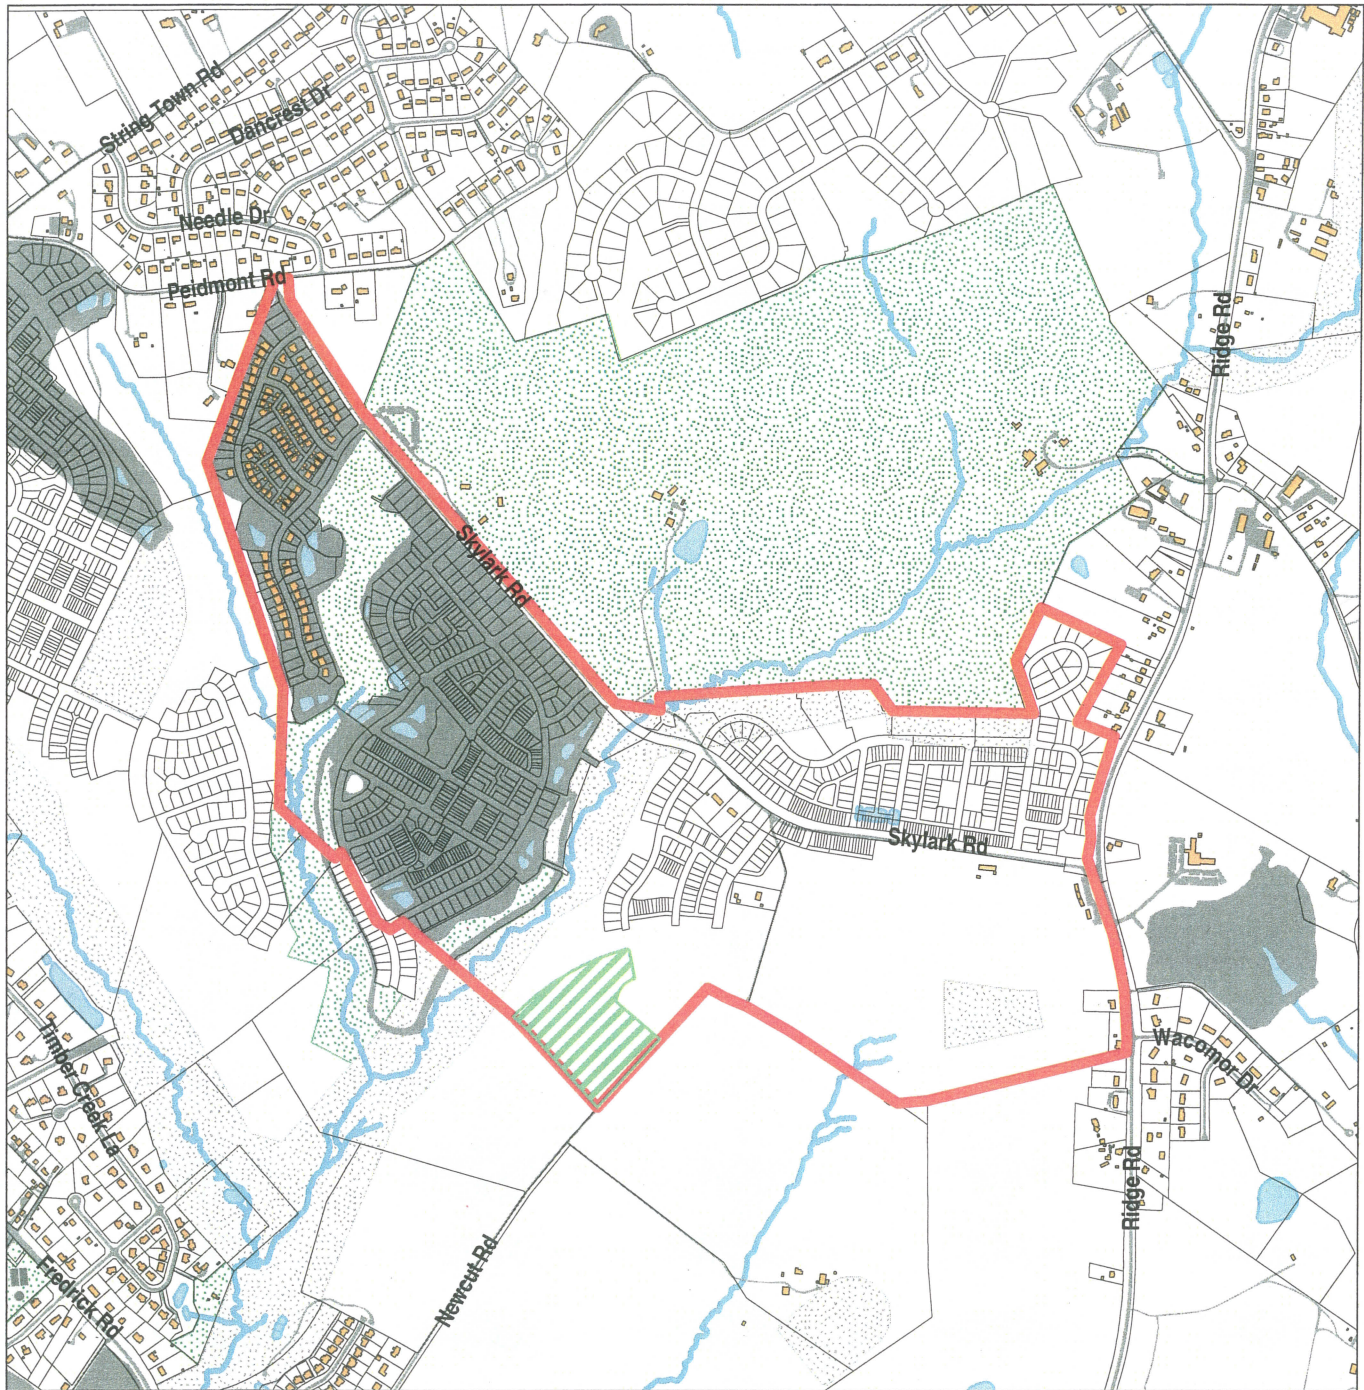 String Town Rd
Dancrest Dr
Needle Dr
Peidmont Rd
Ridge Rd
Skylark Rd
Skylark Rd
Wacomor Dr
Timber Creek La
Ridge Rd
Newcut Rd
Fredrick Rd